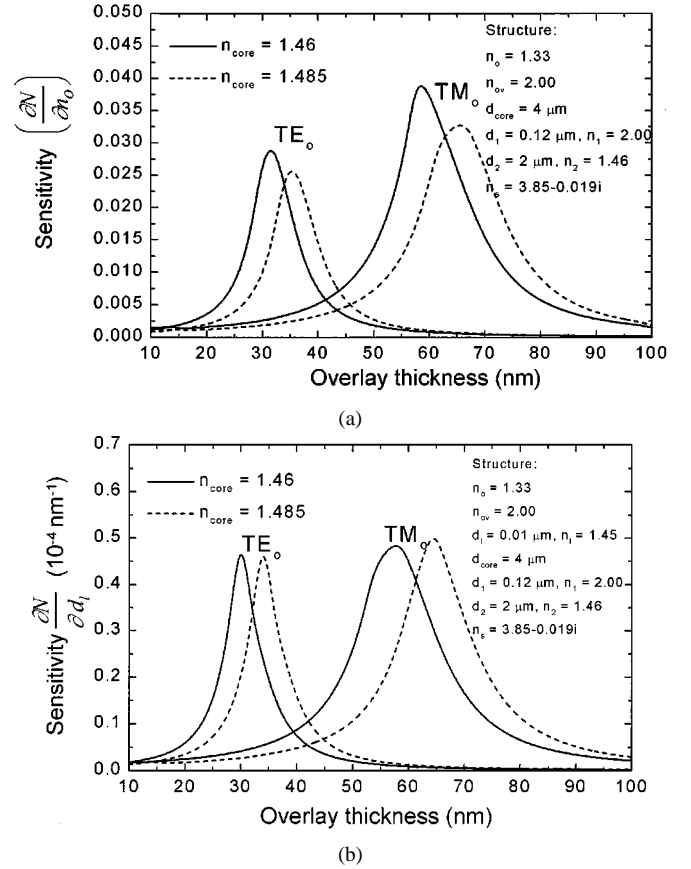 0.050
0.045
0.040
0.035
0.030
0.025
0.020
0.015
0.010
0.005
0.000
Sensitivity (∂N/∂n_o)
n_core = 1.46
n_core = 1.485
TE_o
TM_o
Structure:
n_o = 1.33
n_ov = 2.00
d_core = 4 μm
d_1 = 0.12 μm, n_1 = 2.00
d_2 = 2 μm, n_2 = 1.46
n_s = 3.85-0.019i
10 20 30 40 50 60 70 80 90 100
Overlay thickness (nm)
(a)
0.7
0.6
0.5
0.4
0.3
0.2
0.1
0.0
Sensitivity ∂N/∂d_l (10^-4 nm^-1)
n_core = 1.46
n_core = 1.485
TE_o
TM_o
Structure:
n_o = 1.33
n_ov = 2.00
d_l = 0.01 μm, n_l = 1.45
d_core = 4 μm
d_1 = 0.12 μm, n_1 = 2.00
d_2 = 2 μm, n_2 = 1.46
n_s = 3.85-0.019i
10 20 30 40 50 60 70 80 90 100
Overlay thickness (nm)
(b)